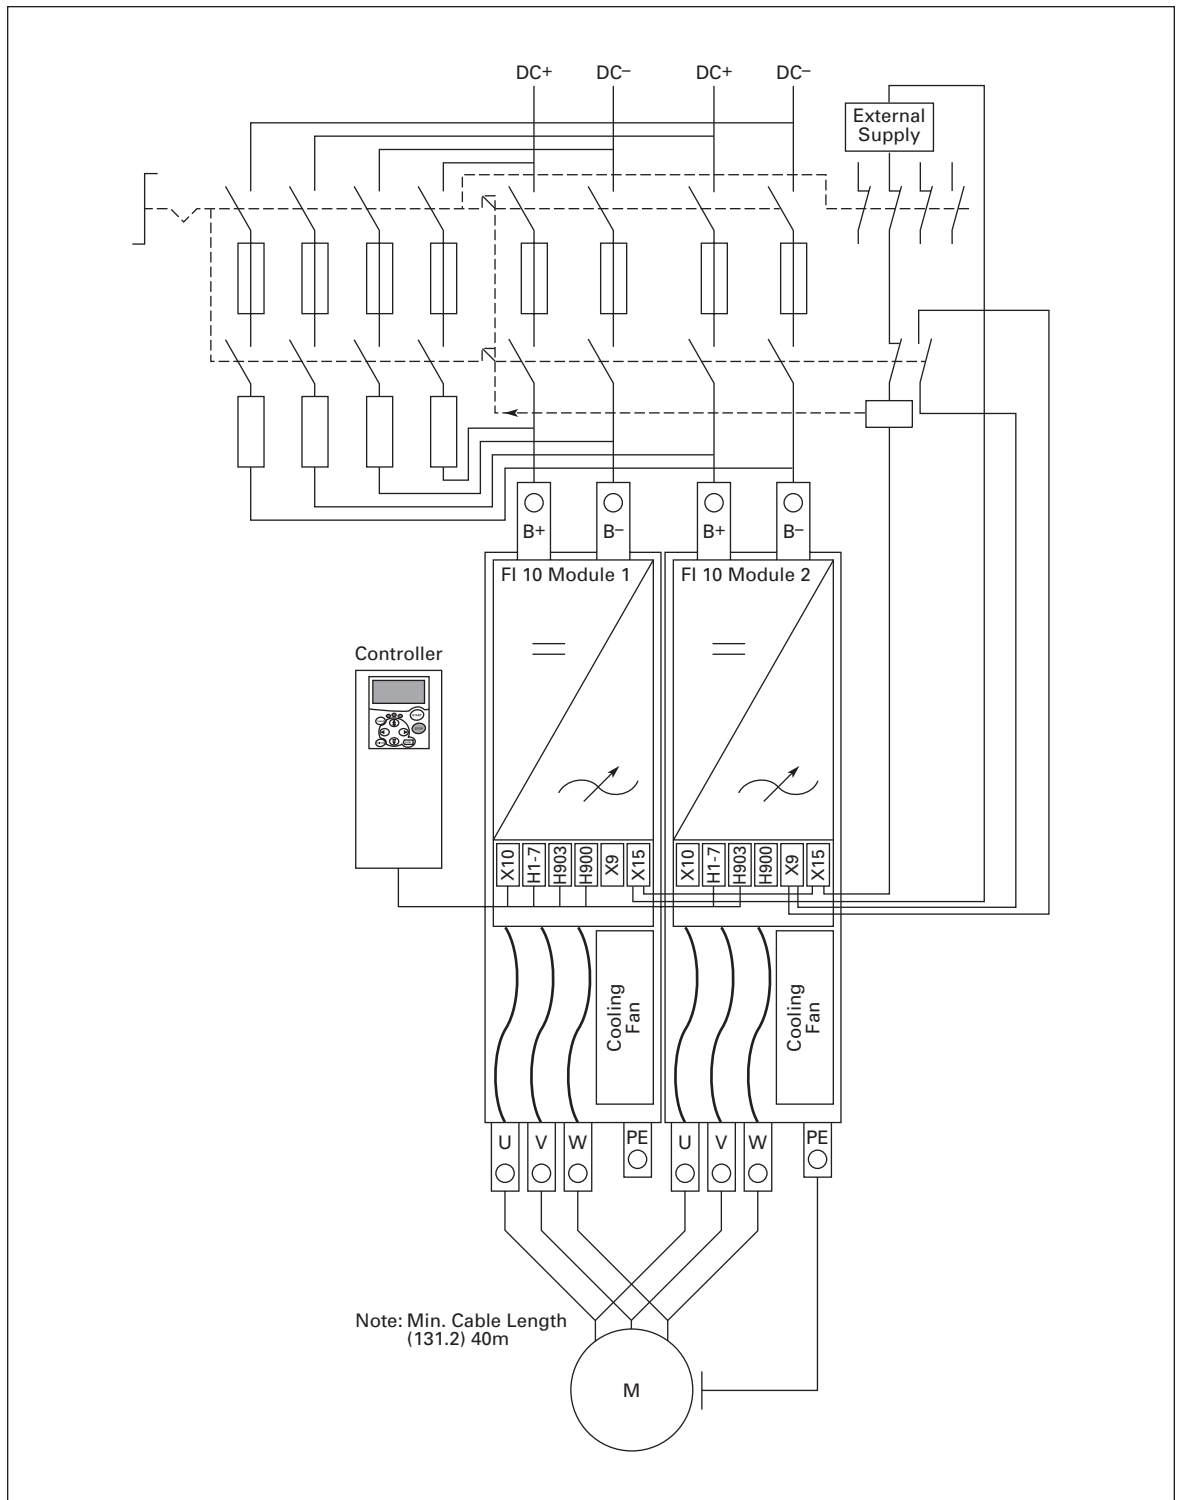 DC+ DC− DC+ DC−
External
Supply
B+ B− B+ B−
FI 10 Module 1 FI 10 Module 2
Controller
X10 H1-7 H903 H900 X9 X15 X10 H1-7 H903 H900 X9 X15
Cooling
Fan
Cooling
Fan
U V W PE U V W PE
Note: Min. Cable Length
(131.2) 40m
M